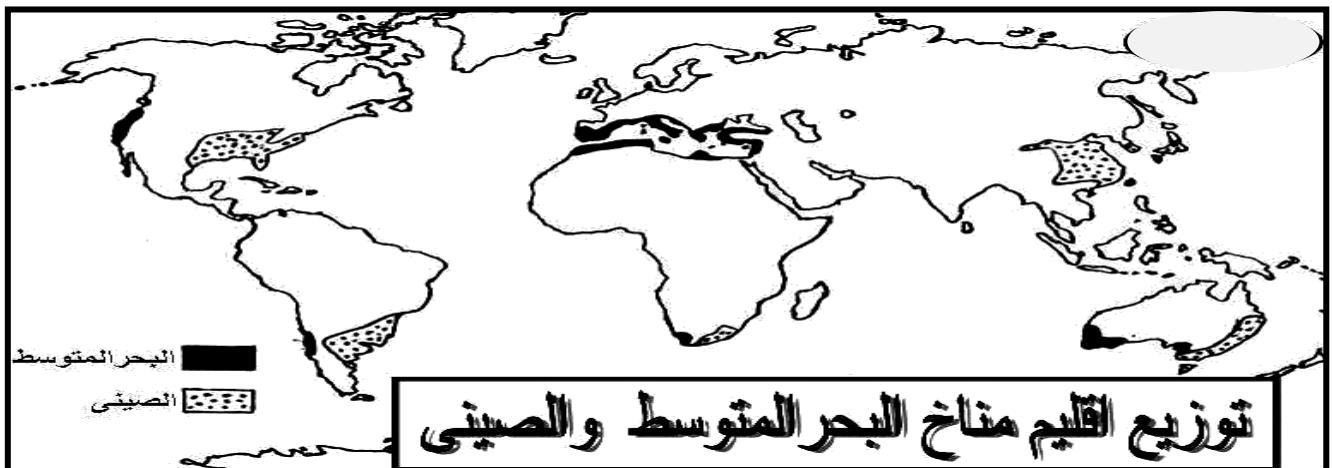 البحر المتوسط
الصينى
توزيع اقليم مناخ البحر المتوسط والصينى